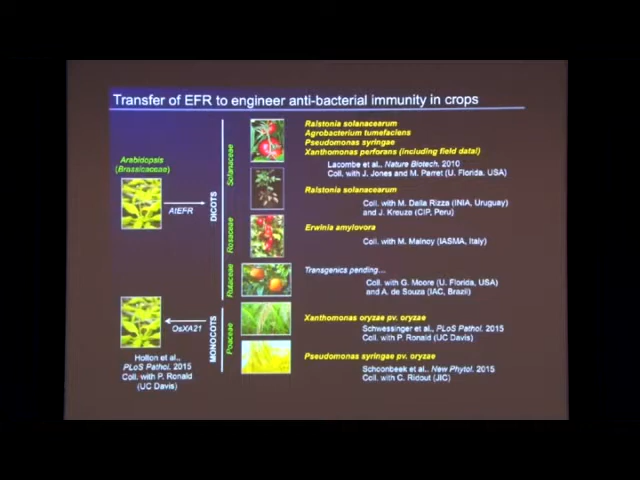 Transfer of EFR to engineer anti-bacterial immunity in crops
Arabidopsis
(Brassicaceae)
AtEFR
DICOTS
Solanaceae
Ralstonia solanacearum
Agrobacterium tumefaciens
Pseudomonas syringae
Xanthomonas perforans (including field data!)
Lacombe et al., Nature Biotech. 2010
Coll. with J. Jones and M. Parret (U. Florida, USA)
Ralstonia solanacearum
Coll. with M. Dalla Rizza (INIA, Uruguay)
and J. Kreuze (CIP, Peru)
Rosaceae
Erwinia amylovora
Coll. with M. Malnoy (IASMA, Italy)
Rutaceae
Transgenics pending...
Coll. with G. Moore (U. Florida, USA)
and A. de Souza (IAC, Brazil)
OsXA21
Holton et al.,
PLoS Pathol. 2015
Coll. with P. Ronald
(UC Davis)
MONOCOTS
Poaceae
Xanthomonas oryzae pv. oryzae
Schwessinger et al., PLoS Pathol. 2015
Coll. with P. Ronald (UC Davis)
Pseudomonas syringae pv. oryzae
Schoonbeek et al., New Phytol. 2015
Coll. with C. Ridout (JIC)